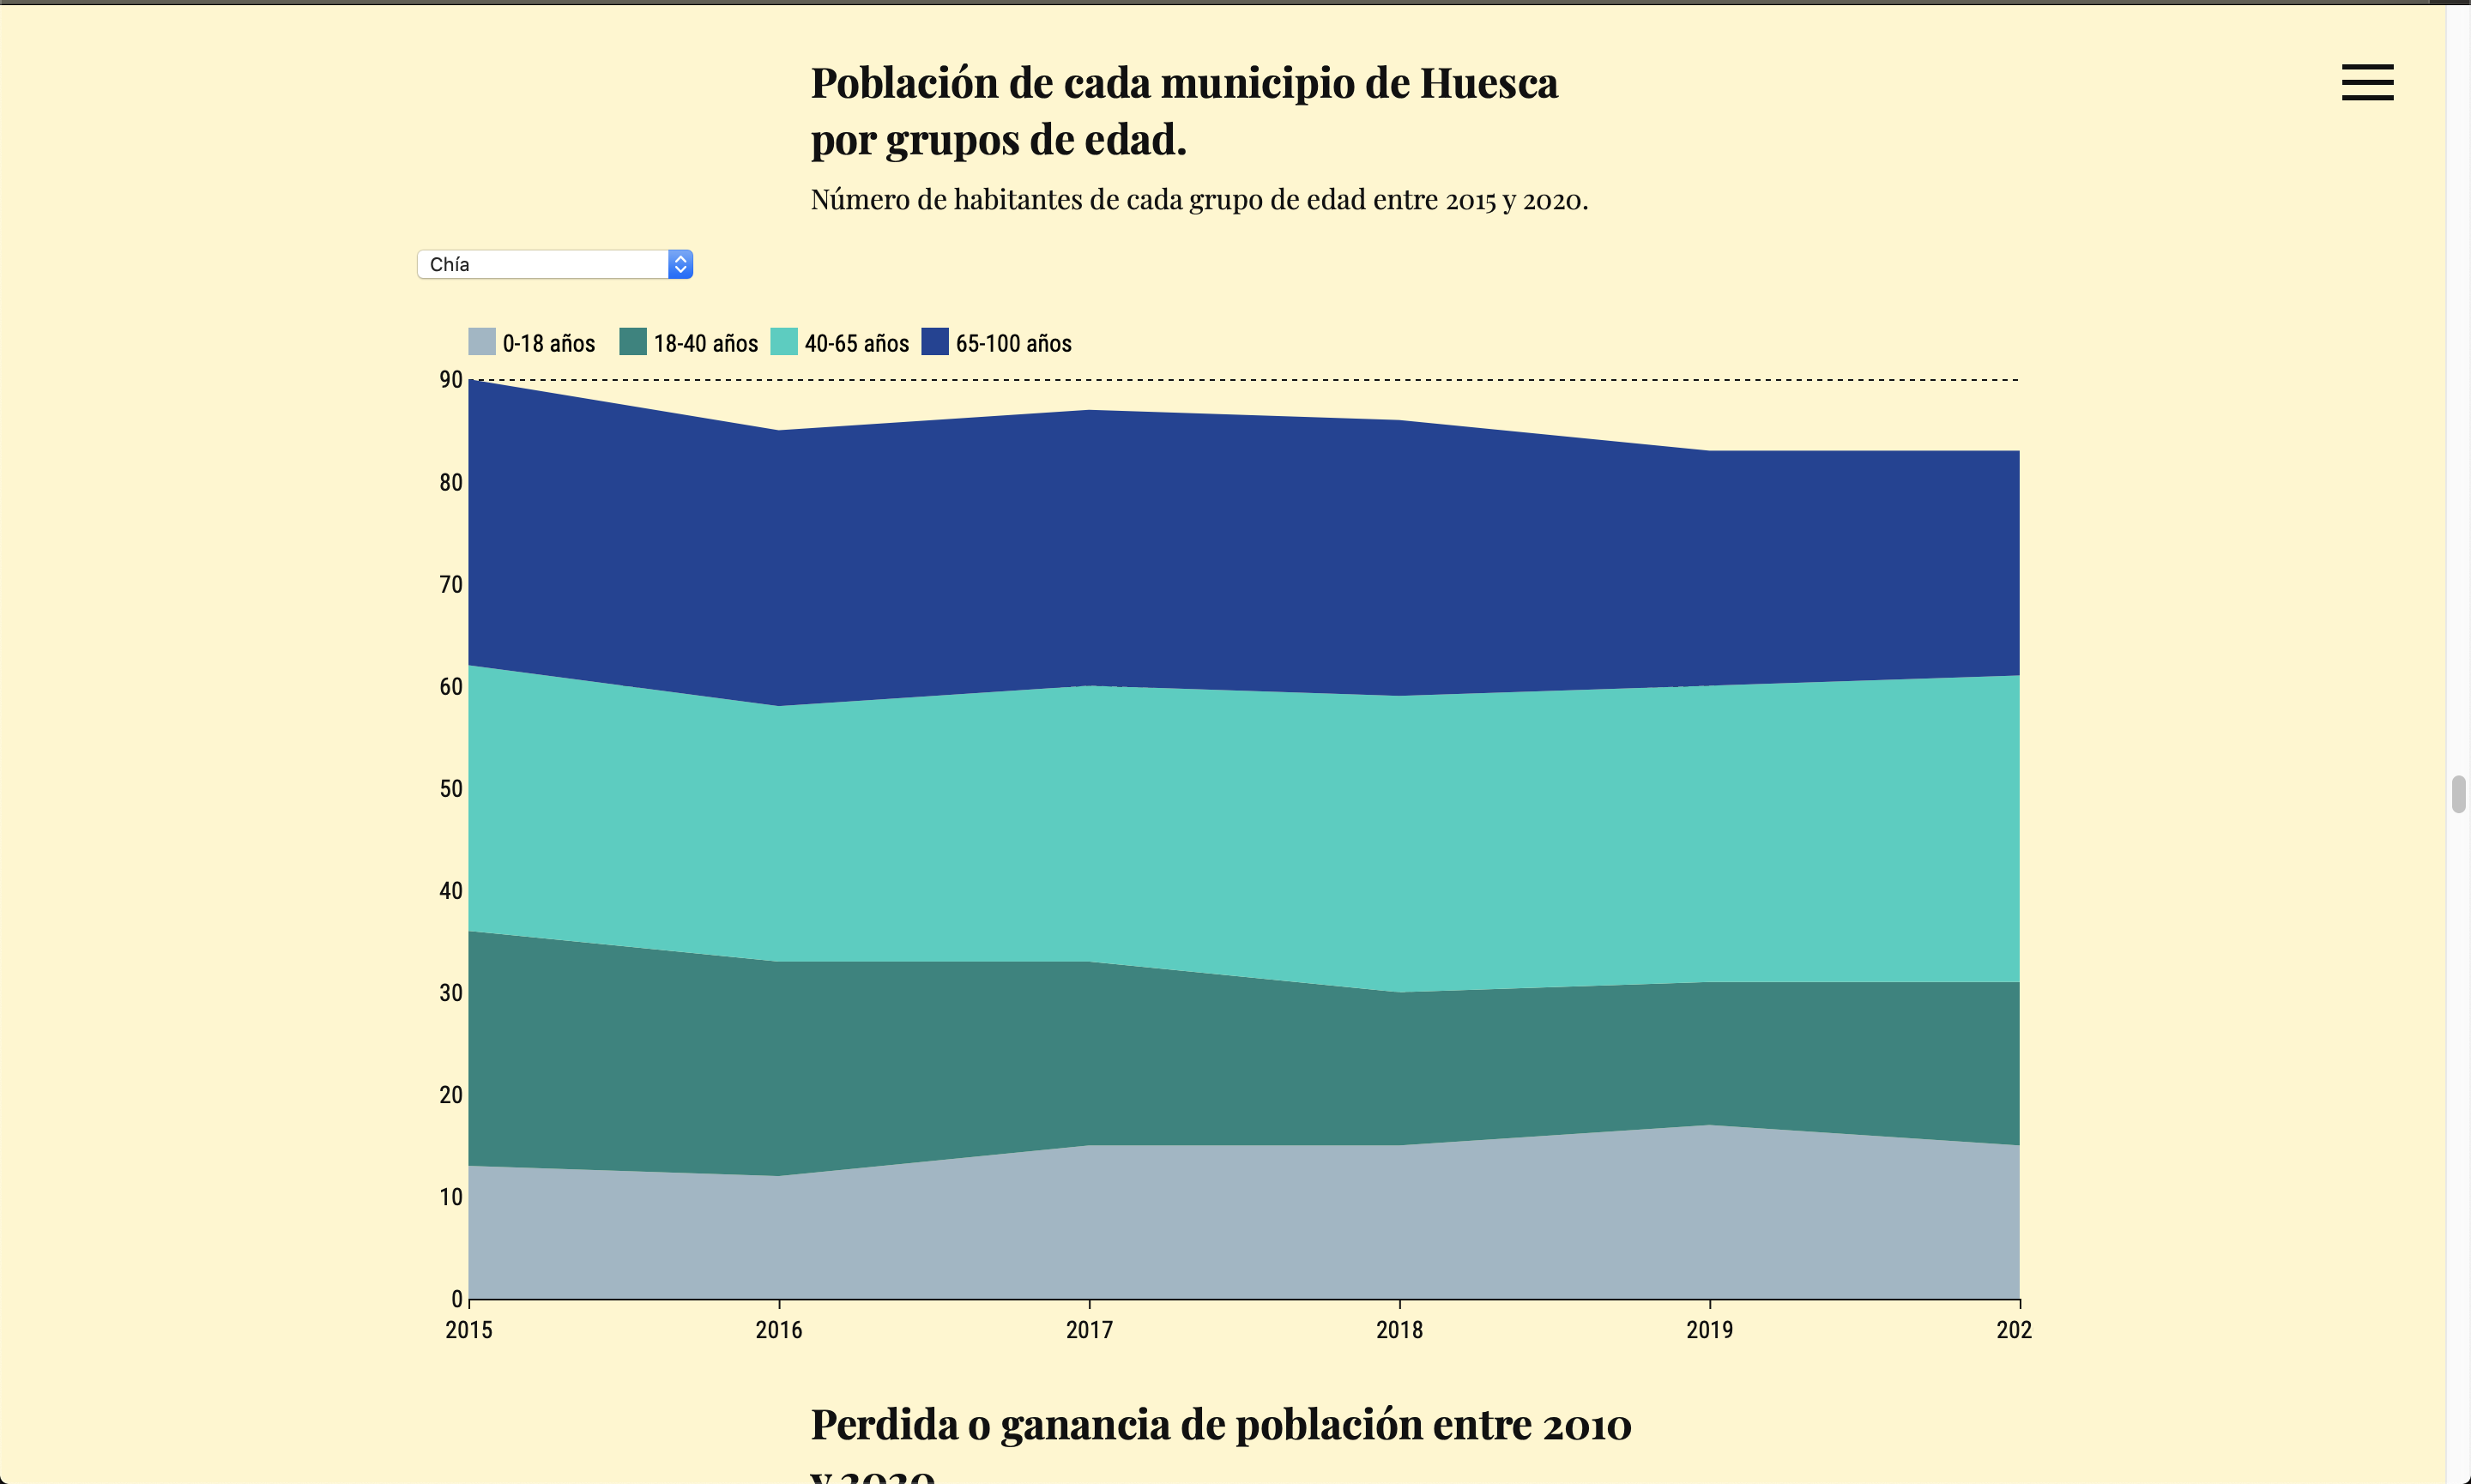 Población de cada municipio de Huesca
por grupos de edad.
Número de habitantes de cada grupo de edad entre 2015 y 2020.
Chía
0-18 años 18-40 años 40-65 años 65-100 años
90
80
70
60
50
40
30
20
10
0
2015 2016 2017 2018 2019 202
Perdida o ganancia de población entre 2010
y 2020